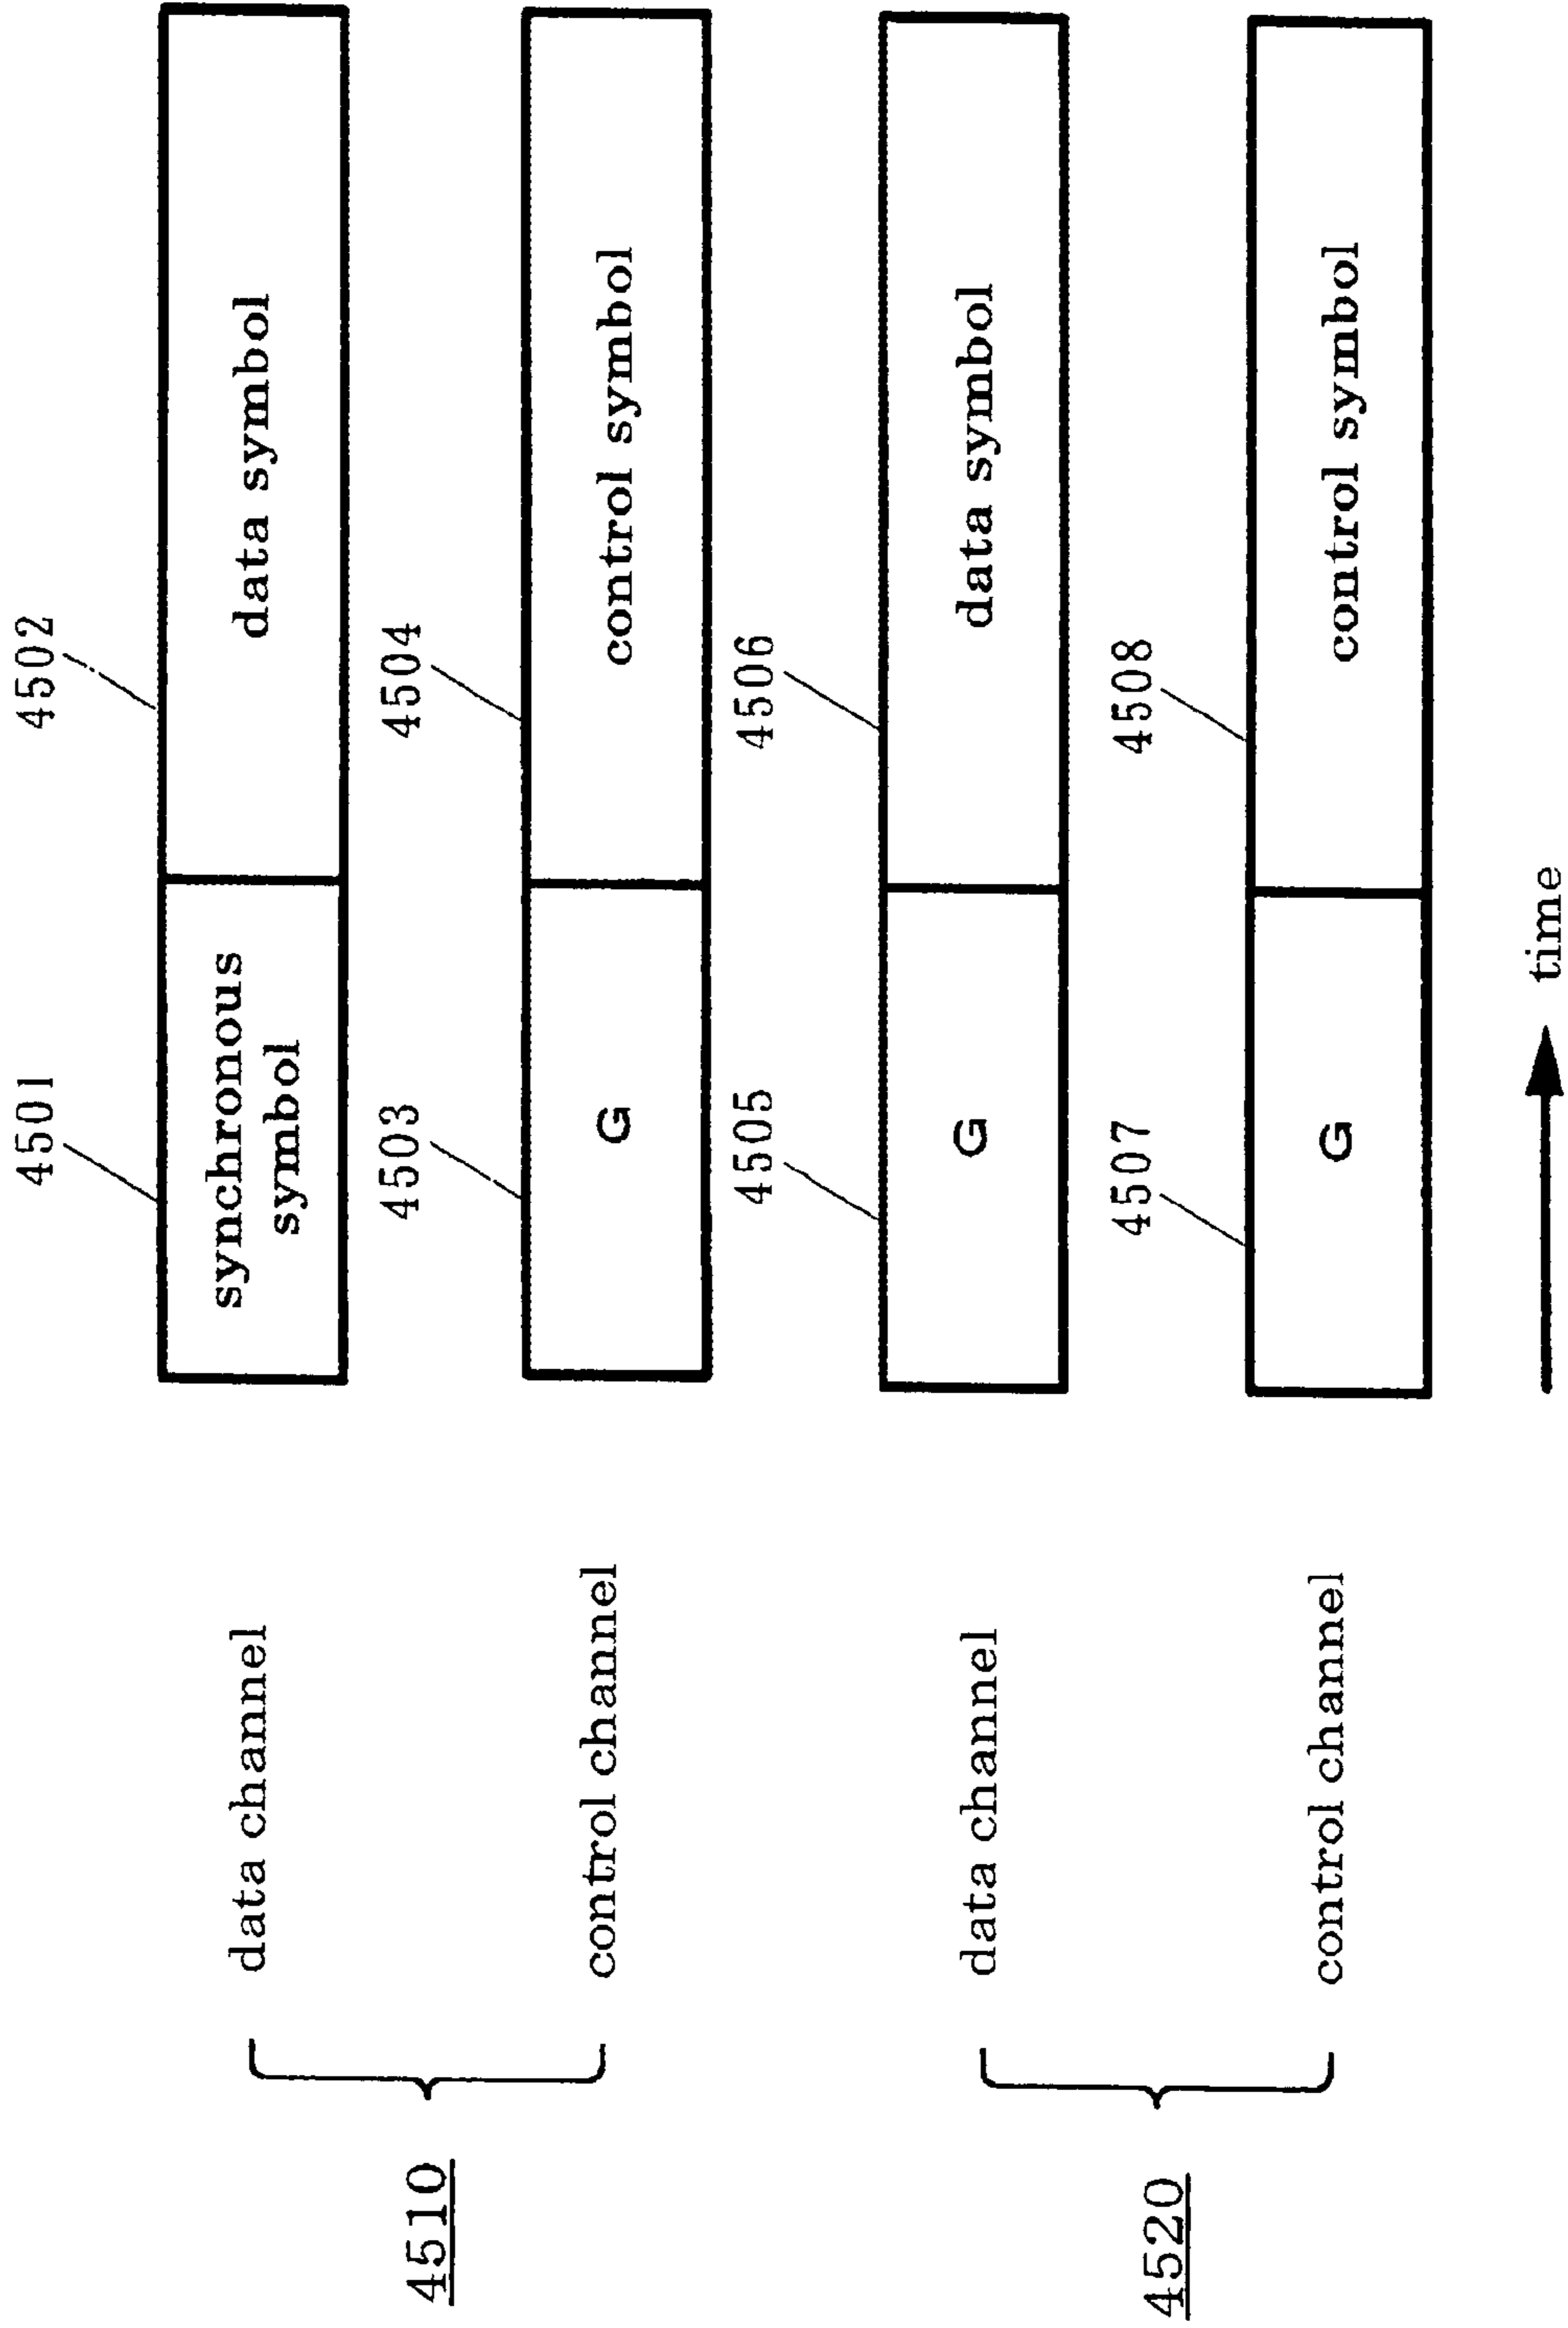 4501
4502
data channel
synchronous
symbol
data symbol
4510
4503
4504
control channel
G
control symbol
4505
4506
data channel
G
data symbol
4520
4507
4508
control channel
G
control symbol
time